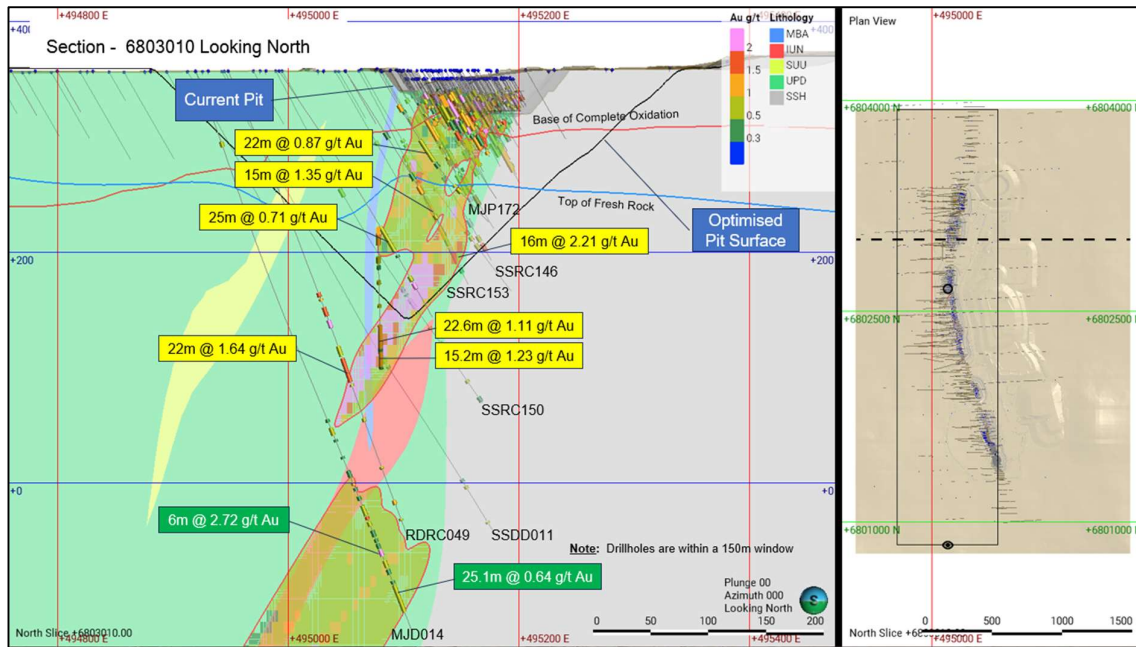 +494800 E
+495000 E
+495200 E
+400
+400
Section - 6803010 Looking North
Au g/t
2
1.5
1
0.5
0.3
Lithology
MBA
IUN
SUU
UPD
SSH
Current Pit
Base of Complete Oxidation
22m @ 0.87 g/t Au
15m @ 1.35 g/t Au
25m @ 0.71 g/t Au
MJP172
Top of Fresh Rock
Optimised
Pit Surface
16m @ 2.21 g/t Au
+200
+200
SSRC146
SSRC153
22.6m @ 1.11 g/t Au
22m @ 1.64 g/t Au
15.2m @ 1.23 g/t Au
SSRC150
+0
+0
6m @ 2.72 g/t Au
RDRC049
SSDD011
Note: Drillholes are within a 150m window
25.1m @ 0.64 g/t Au
Plunge 00
Azimuth 000
Looking North
0 50 100 150 200
MJD014
North Slice +6803010.00
+494800 E
+495000 E
+495200 E
+495400 E
Plan View
+495000 E
+6804000 N
+6804000 N
+6802500 N
+6802500 N
+6801000 N
+6801000 N
0 500 1000 1500
+495000 E